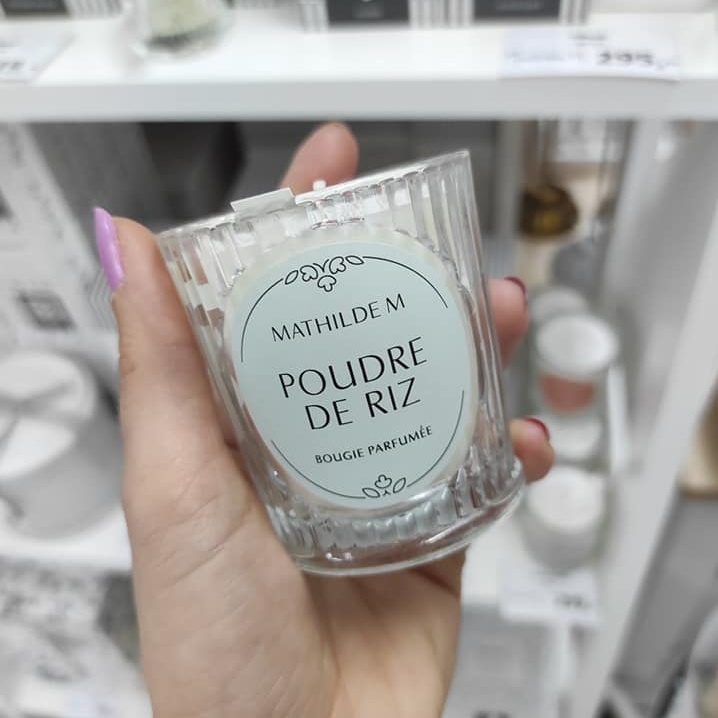 MATHILDE M
POUDRE
DE RIZ
BOUGIE PARFUMÉE